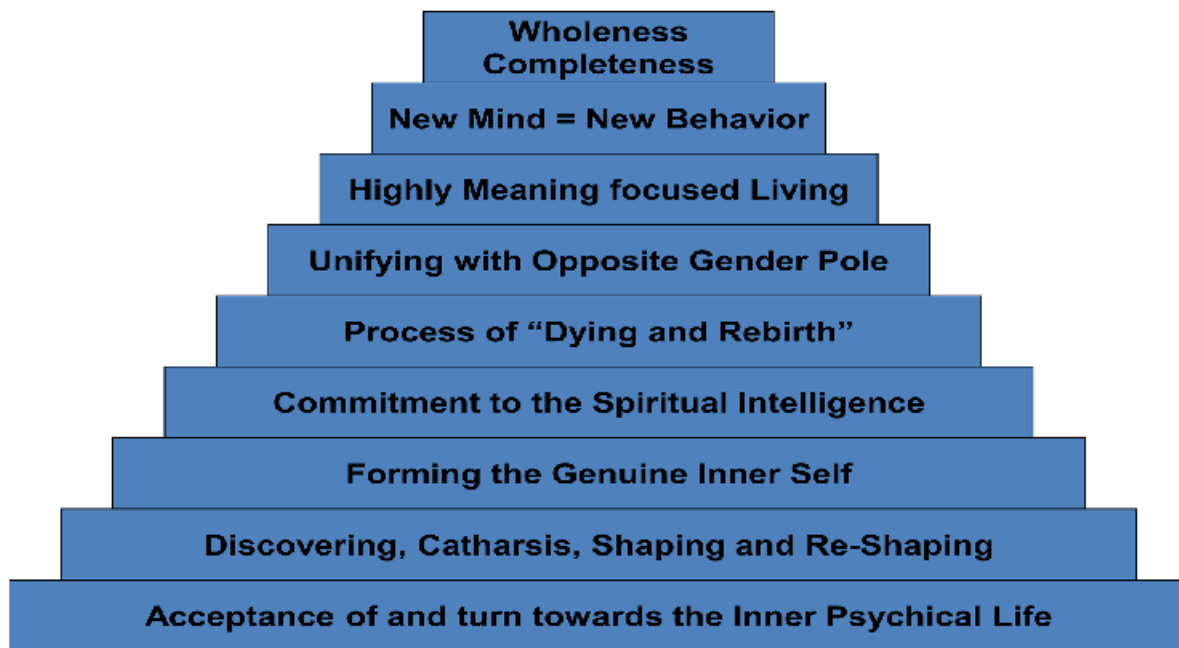 Wholeness
Completeness
New Mind = New Behavior
Highly Meaning focused Living
Unifying with Opposite Gender Pole
Process of “Dying and Rebirth”
Commitment to the Spiritual Intelligence
Forming the Genuine Inner Self
Discovering, Catharsis, Shaping and Re-Shaping
Acceptance of and turn towards the Inner Psychical Life